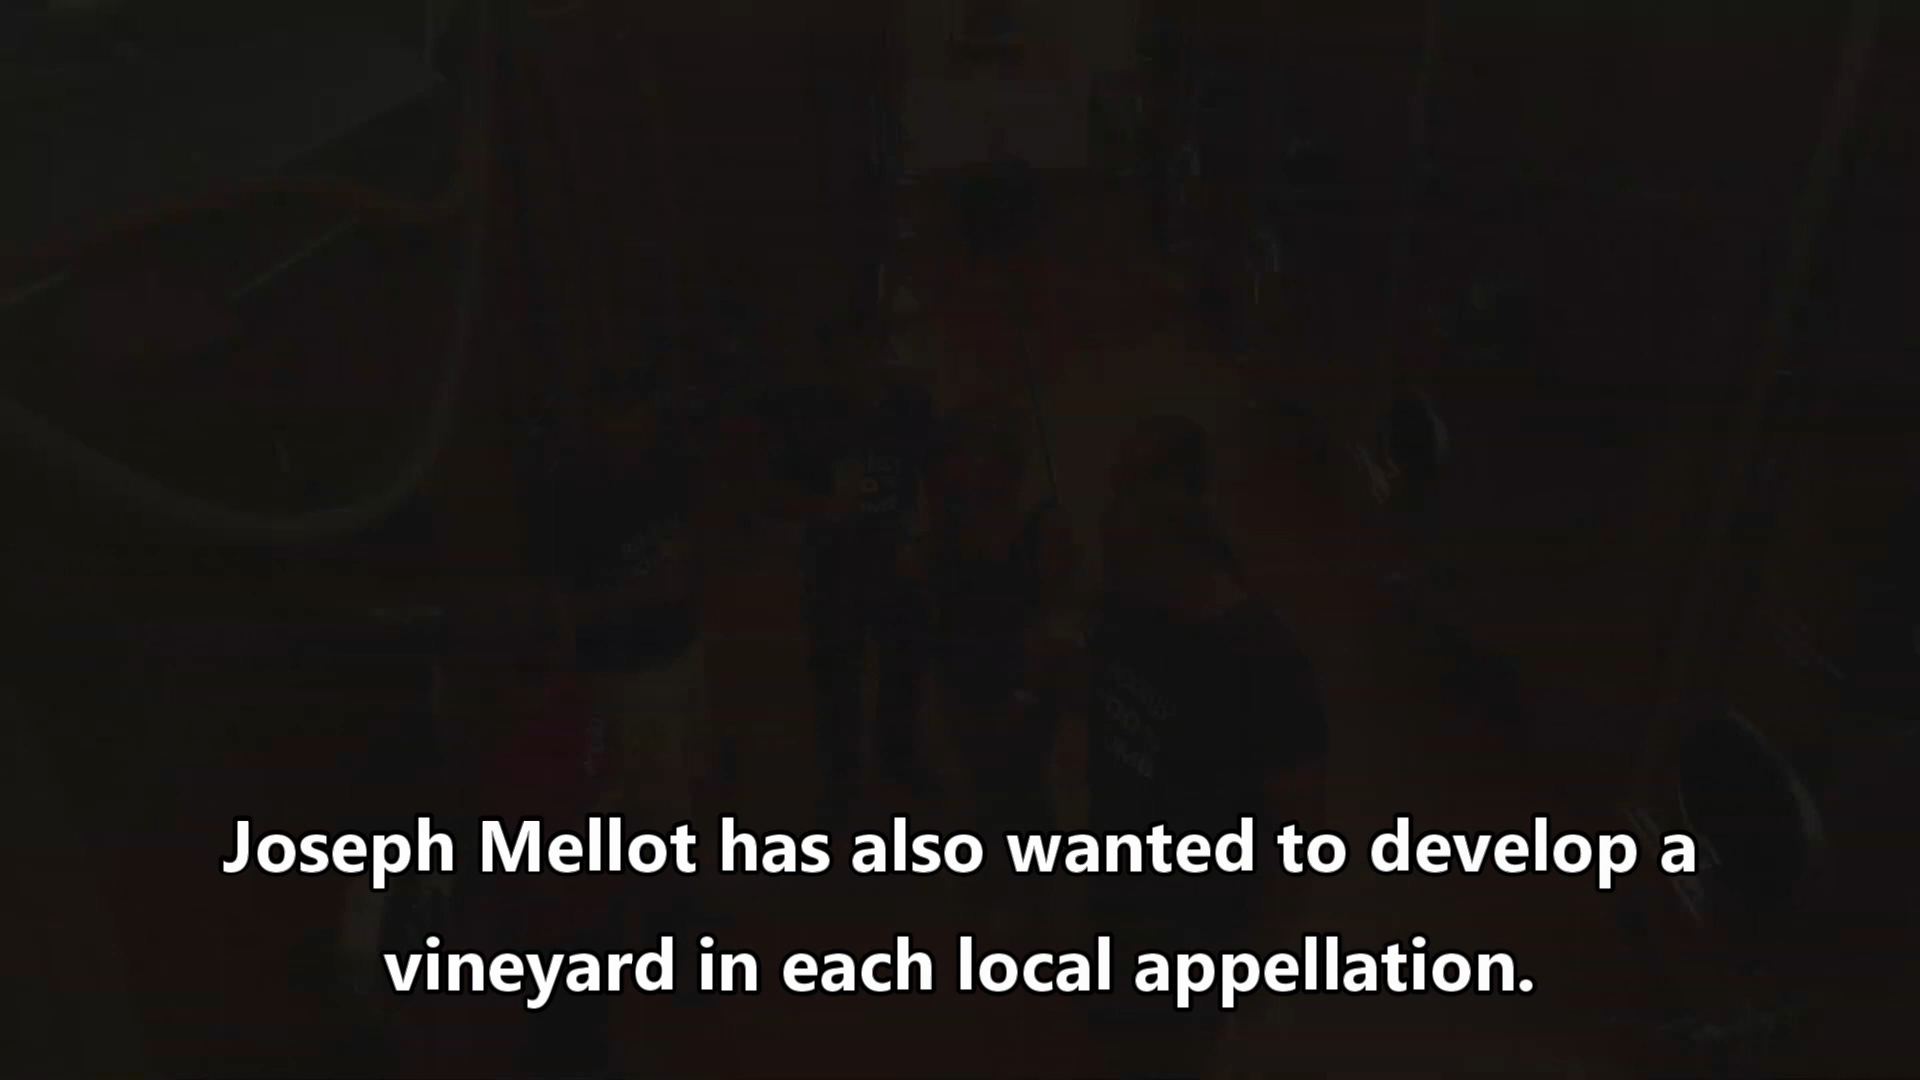 Joseph Mellot has also wanted to develop a
vineyard in each local appellation.